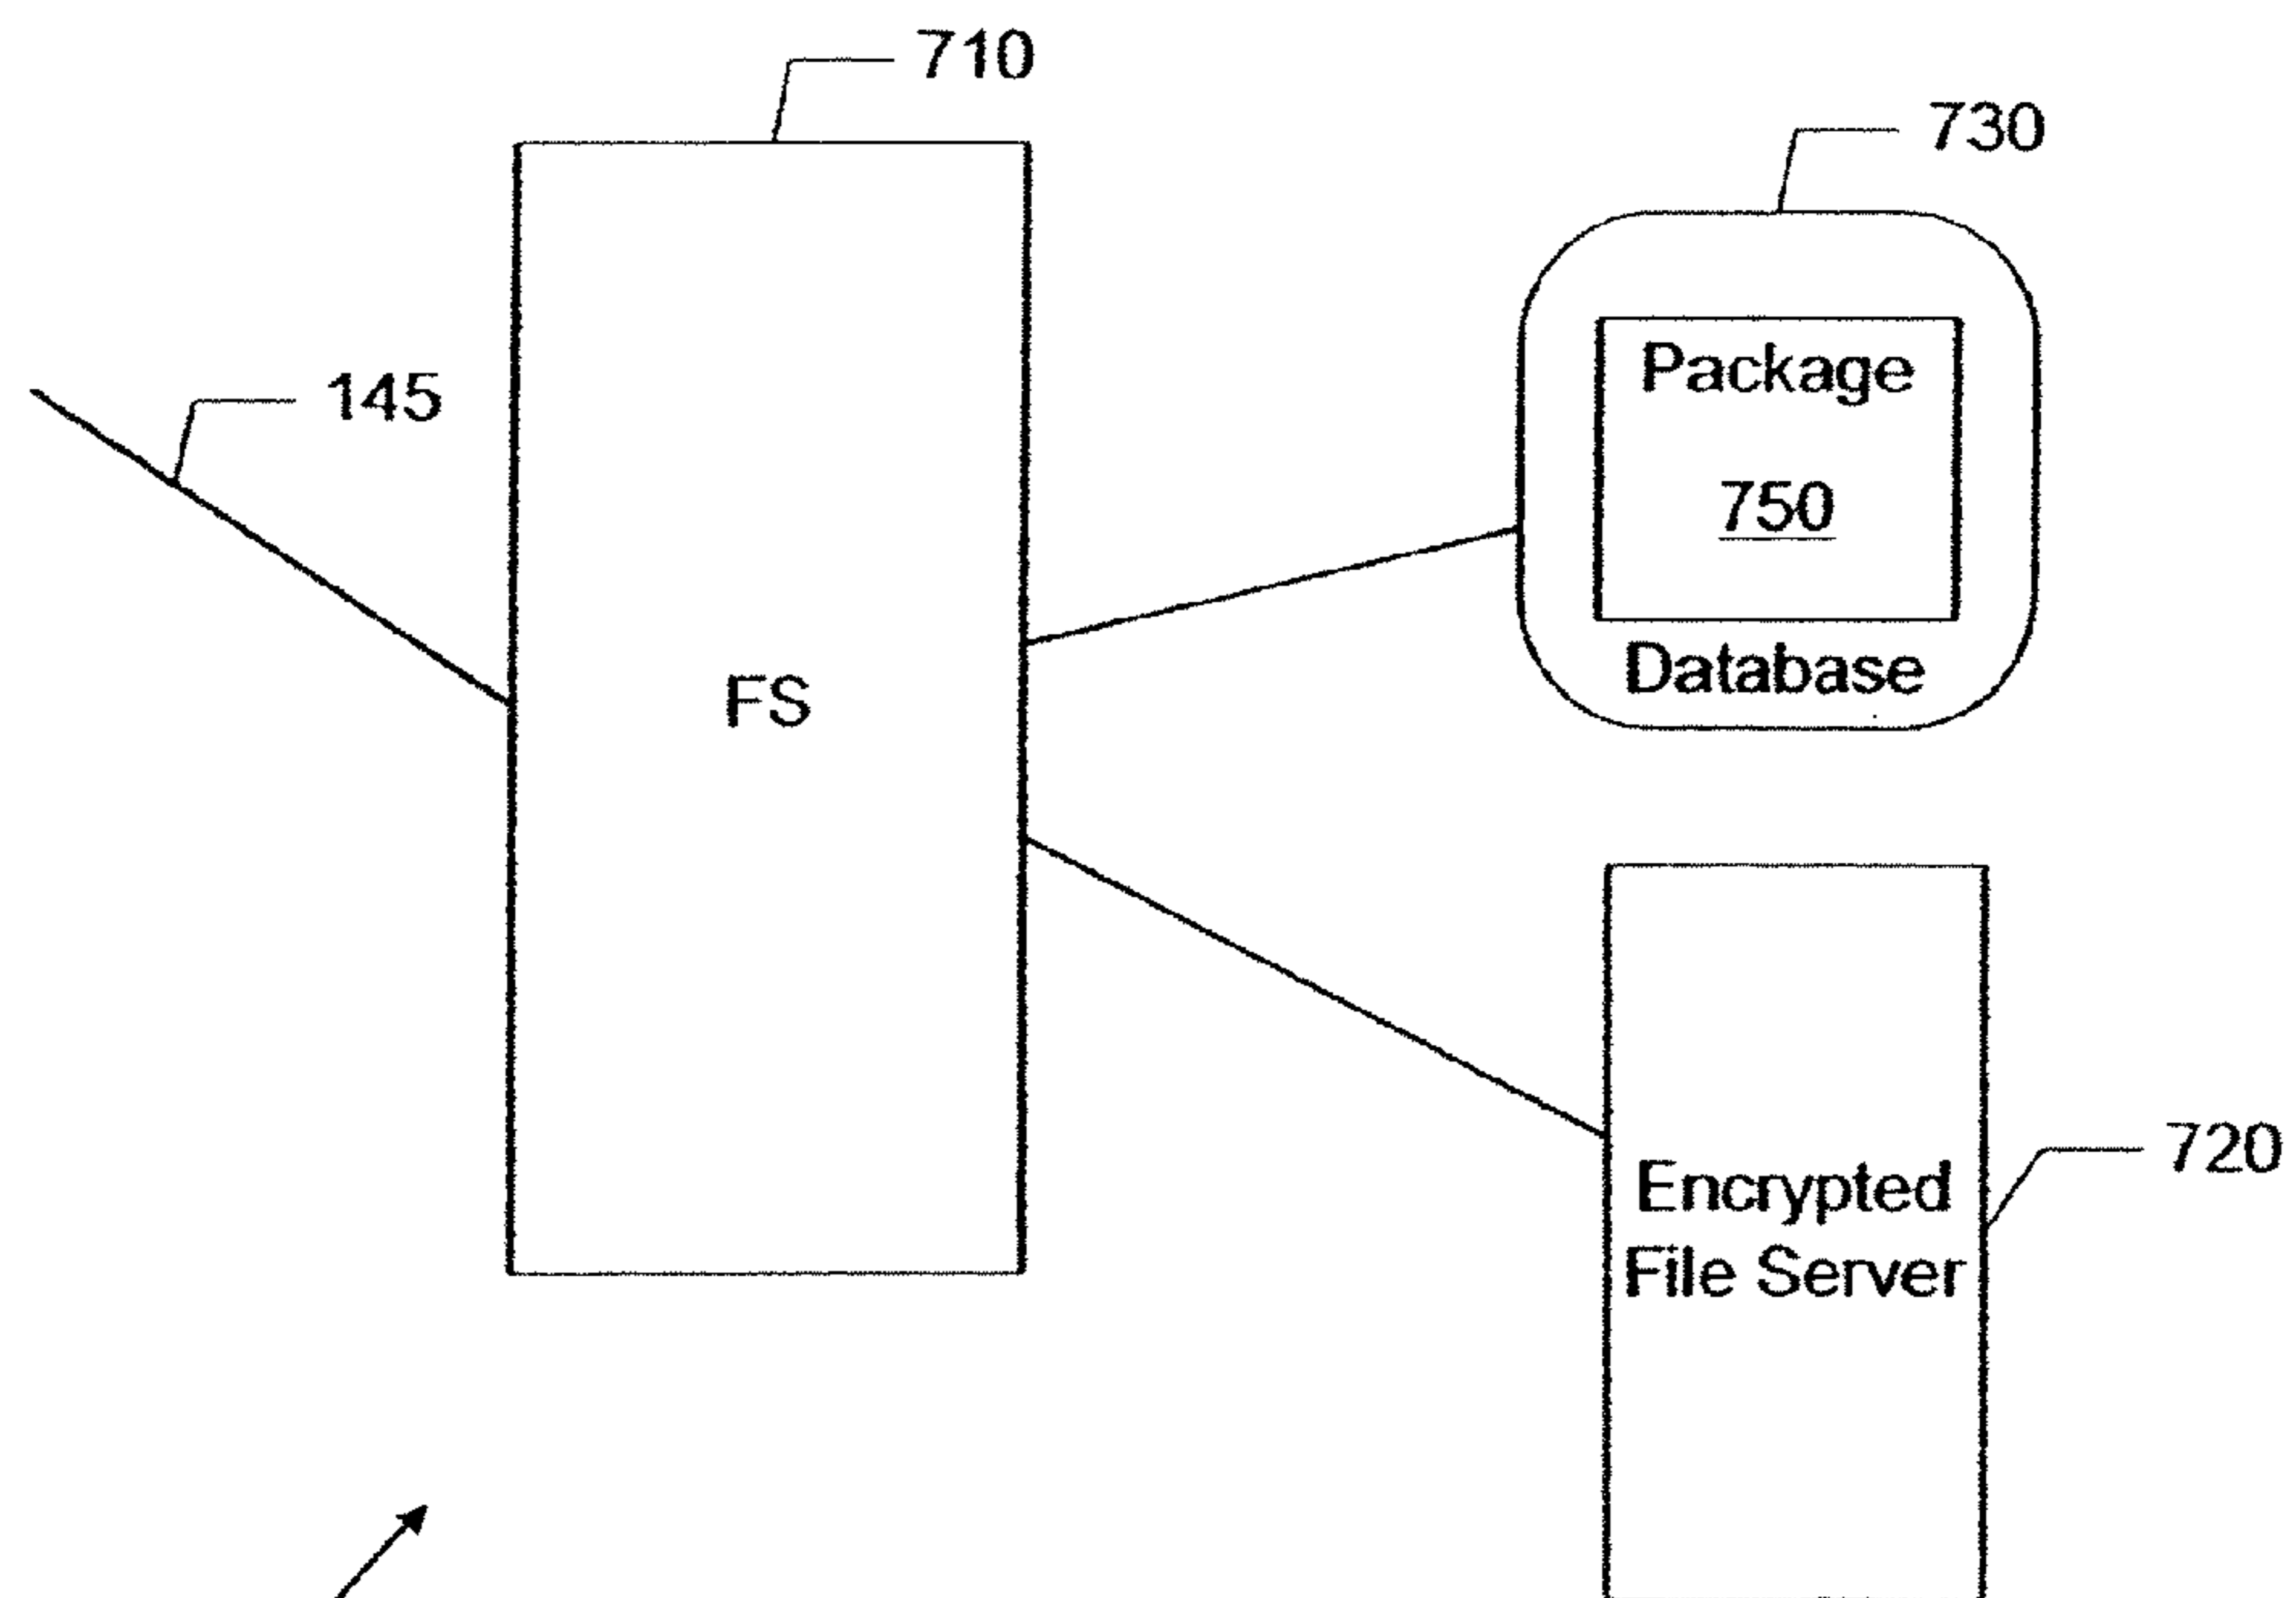 710
730
145
Package
750
Database
FS
720
Encrypted
File Server